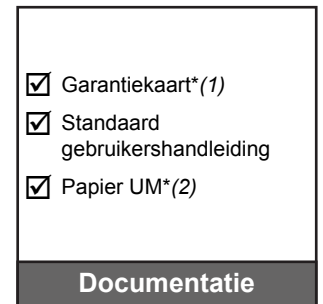 Garantiekaart*(1)
Standaard
gebruikershandleiding
Papier UM*(2)
Documentatie